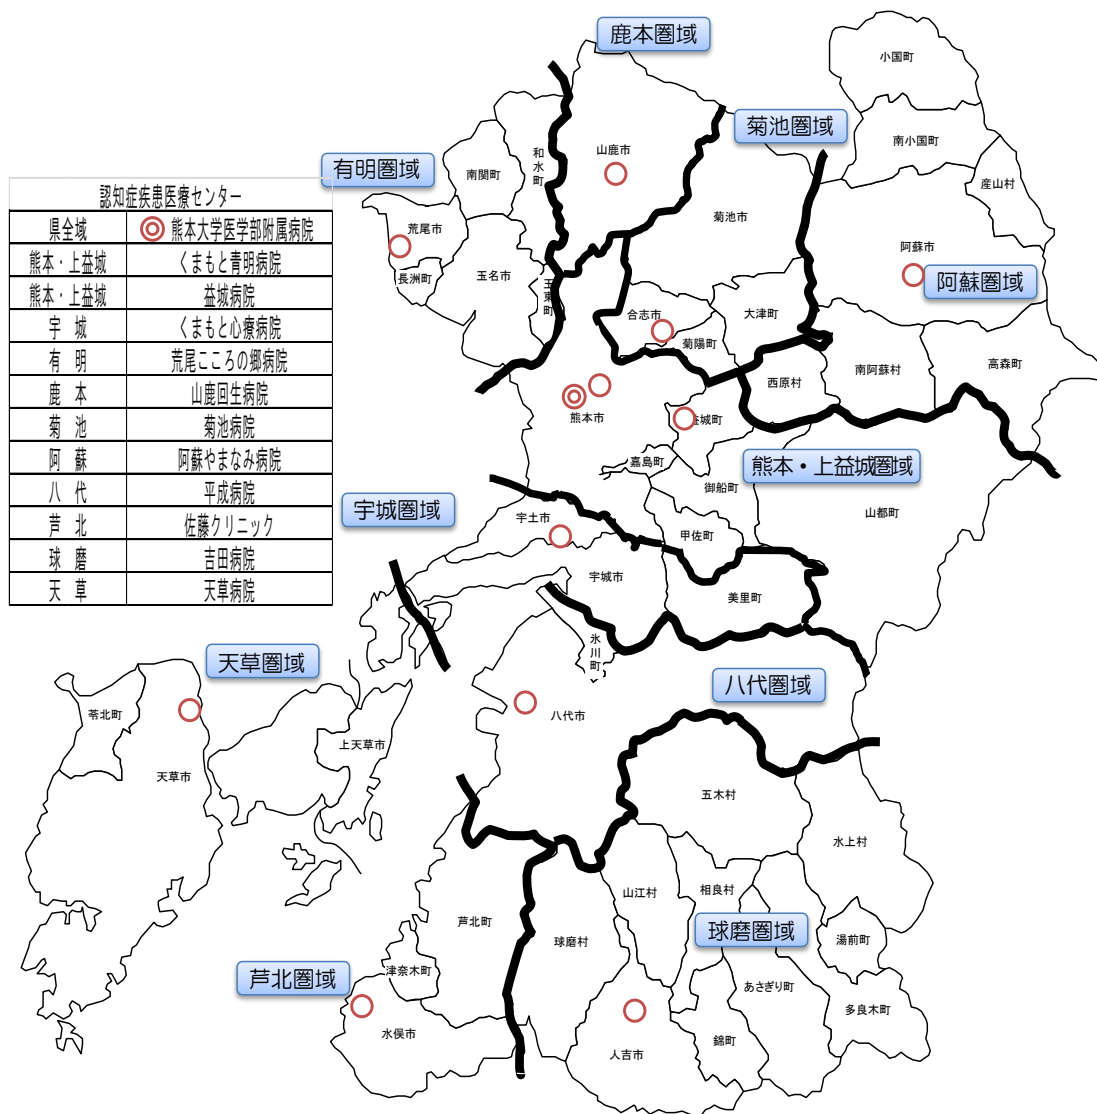 鹿本圏域
小国町
南小国町
菊池圏域
和水町
山鹿市
有明圏域
南関町
産山村
菊池市
荒尾市
阿蘇市
長洲町
玉名市
玉東町
阿蘇圏域
合志市
大津町
菊陽町
高森町
南阿蘇村
西原村
熊本市
益城町
嘉島町
熊本・上益城圏域
御船町
宇城圏域
宇土市
山都町
甲佐町
宇城市
美里町
氷川町
天草圏域
八代圏域
苓北町
八代市
上天草市
天草市
五木村
水上村
山江村
相良村
芦北町
球磨圏域
球磨村
湯前町
津奈木町
芦北圏域
あさぎり町
多良木町
水俣市
錦町
人吉市
認知症疾患医療センター
県全域 ◎ 熊本大学医学部附属病院
熊本・上益城 くまもと青明病院
熊本・上益城 益城病院
宇 城 くまもと心療病院
有 明 荒尾こころの郷病院
鹿 本 山鹿回生病院
菊 池 菊池病院
阿 蘇 阿蘇やまなみ病院
八 代 平成病院
芦 北 佐藤クリニック
球 磨 吉田病院
天 草 天草病院